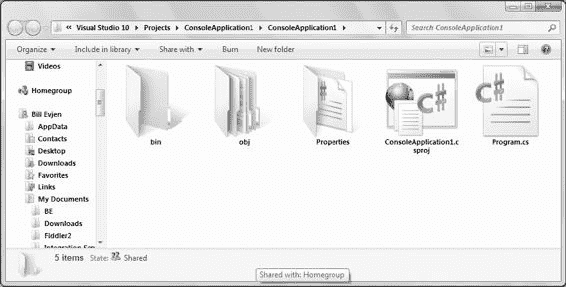 « Visual Studio 10 ▸ Projects ▸ ConsoleApplication1 ▸ ConsoleApplication1 ▸
Search ConsoleApplication1
Organize Include in library Share with Burn New folder
Videos
Homegroup
Bill Evjen
AppData
Contacts
Desktop
Downloads
Favorites
Links
My Documents
BE
Downloads
Fiddler2
bin
obj
C#
Properties
C#
ConsoleApplication1.c
sproj
C#
Program.cs
5 items State: Shared
Shared with: Homegroup